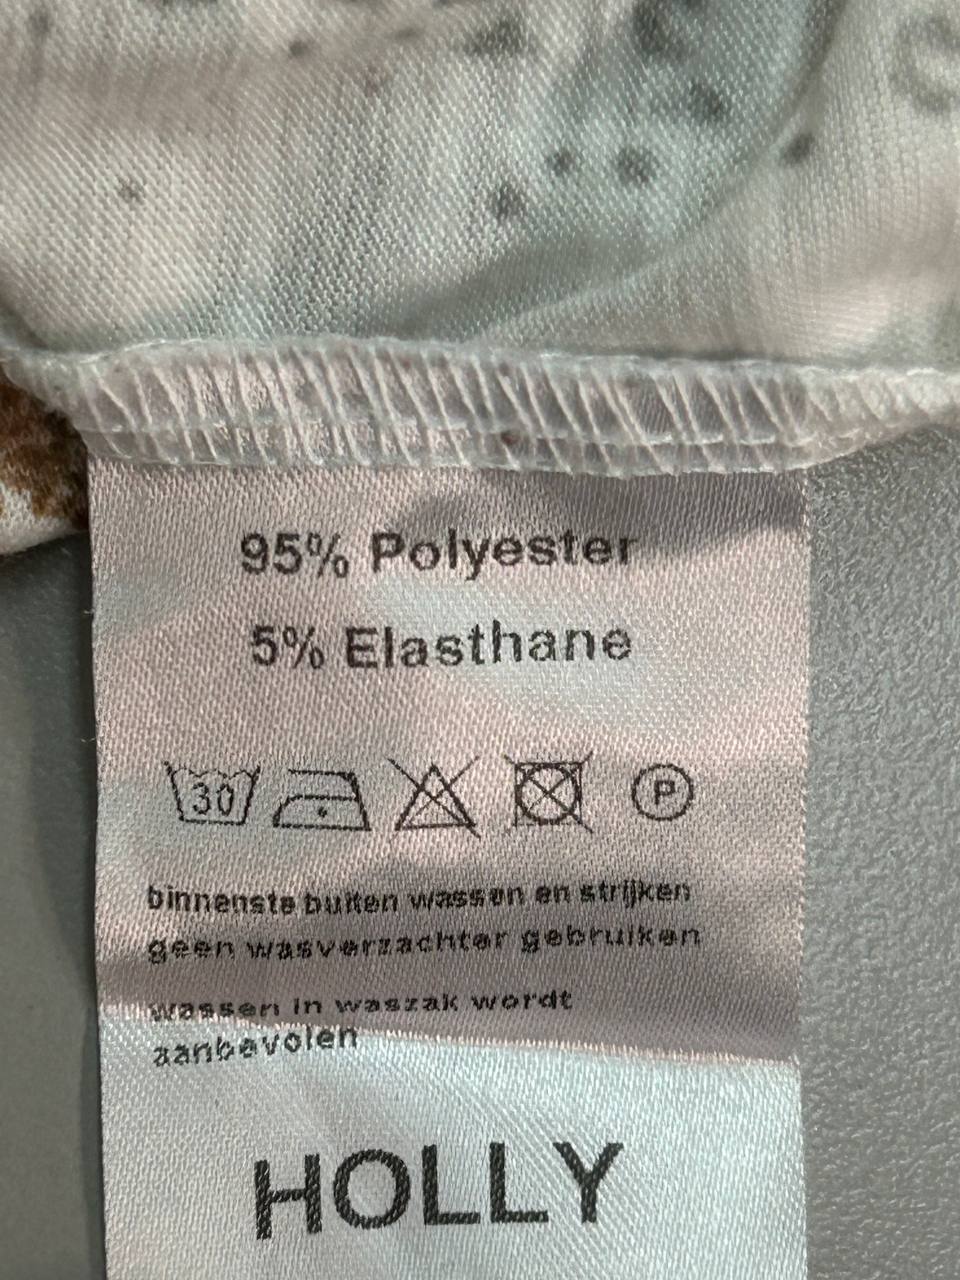 95% Polyester
5% Elasthane
30 P
binnenste buiten wassen en strijken
geen wasverzachter gebruiken
wassen in waszak wordt
aanbevolen
HOLLY